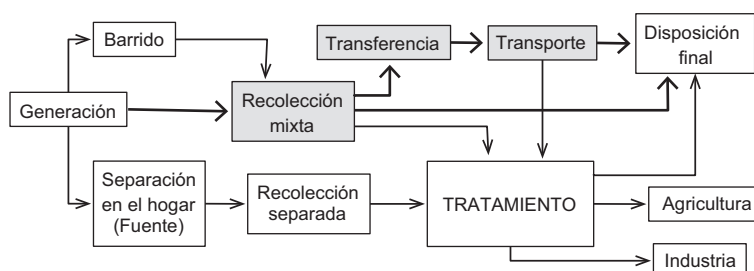 Barrido
Transferencia
Transporte
Disposición
final
Generación
Recolección
mixta
Separación
en el hogar
(Fuente)
Recolección
separada
TRATAMIENTO
Agricultura
Industria